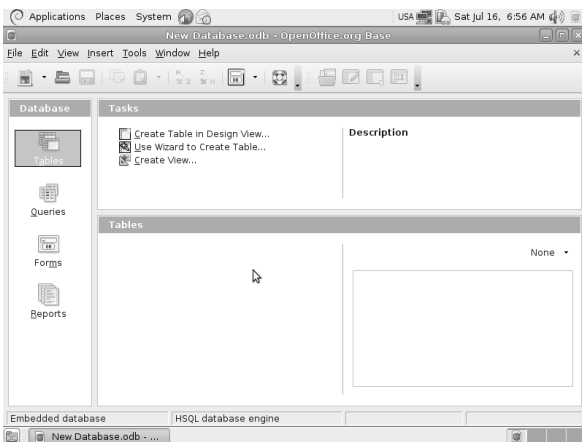 Applications Places System USA Sat Jul 16, 6:56 AM
New Database.odb - OpenOffice.org Base
File Edit View Insert Tools Window Help
Database
Tasks
Tables
Queries
Forms
Reports
Create Table in Design View...
Use Wizard to Create Table...
Create View...
Description
Tables
None
Embedded database HSQL database engine
New Database.odb - ...